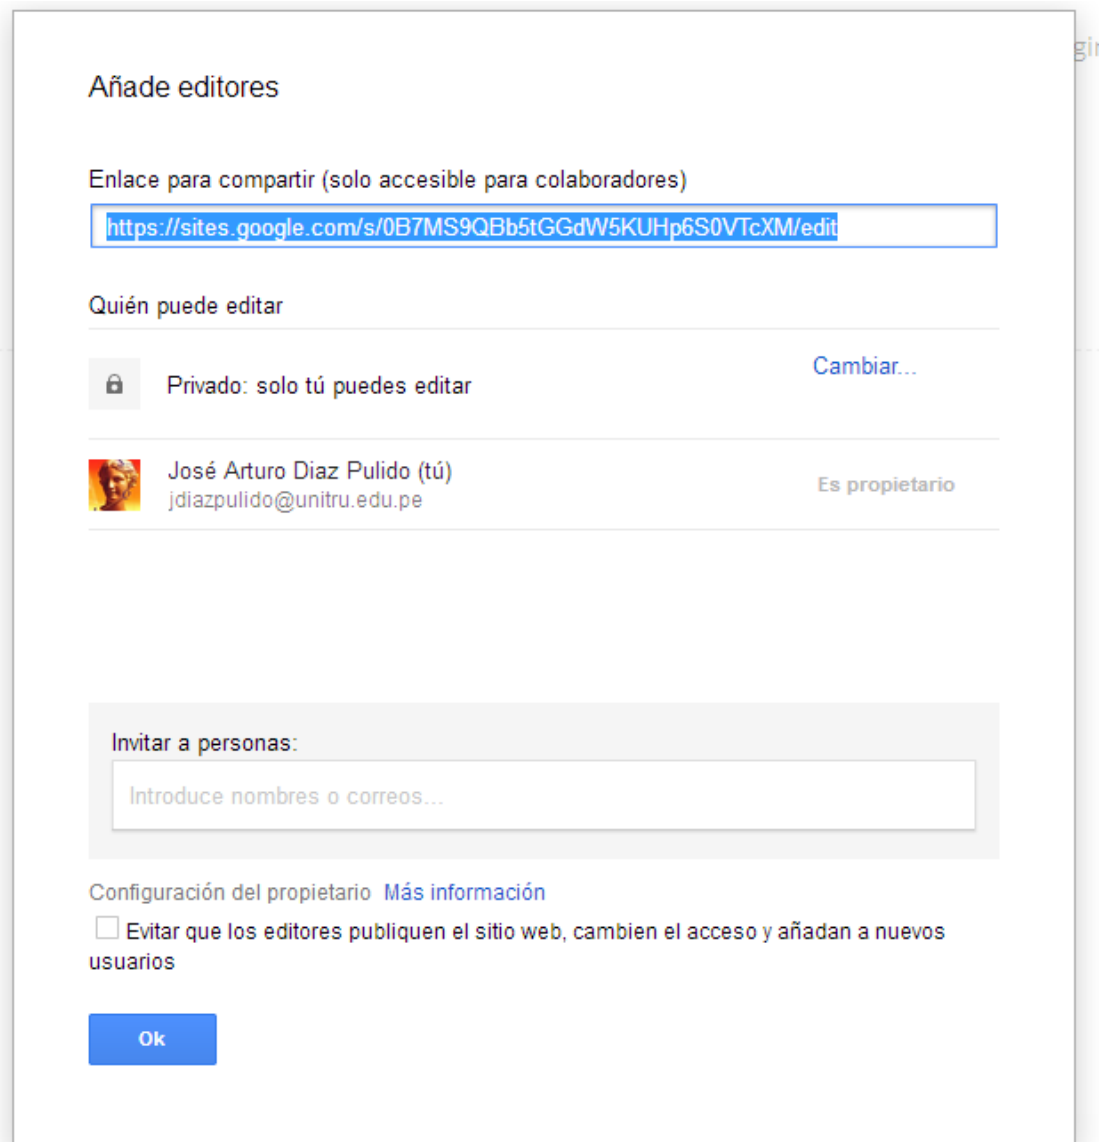 Añade editores
Enlace para compartir (solo accesible para colaboradores)
https://sites.google.com/s/0B7MS9QBb5tGGdW5KUHp6S0VTcXM/edit
Quién puede editar
Privado: solo tú puedes editar
Cambiar...
José Arturo Diaz Pulido (tú)
jdiazpulido@unitru.edu.pe
Es propietario
Invitar a personas:
Introduce nombres o correos...
Configuración del propietario Más información
Evitar que los editores publiquen el sitio web, cambien el acceso y añadan a nuevos
usuarios
Ok